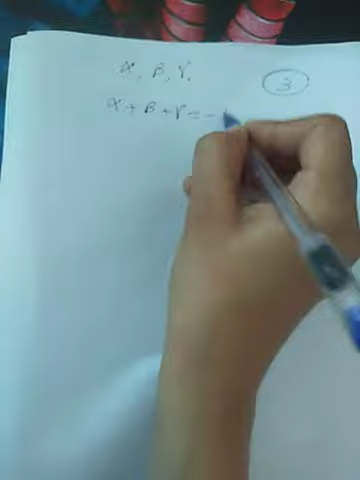 α, β, γ.
3
α + β + γ = -